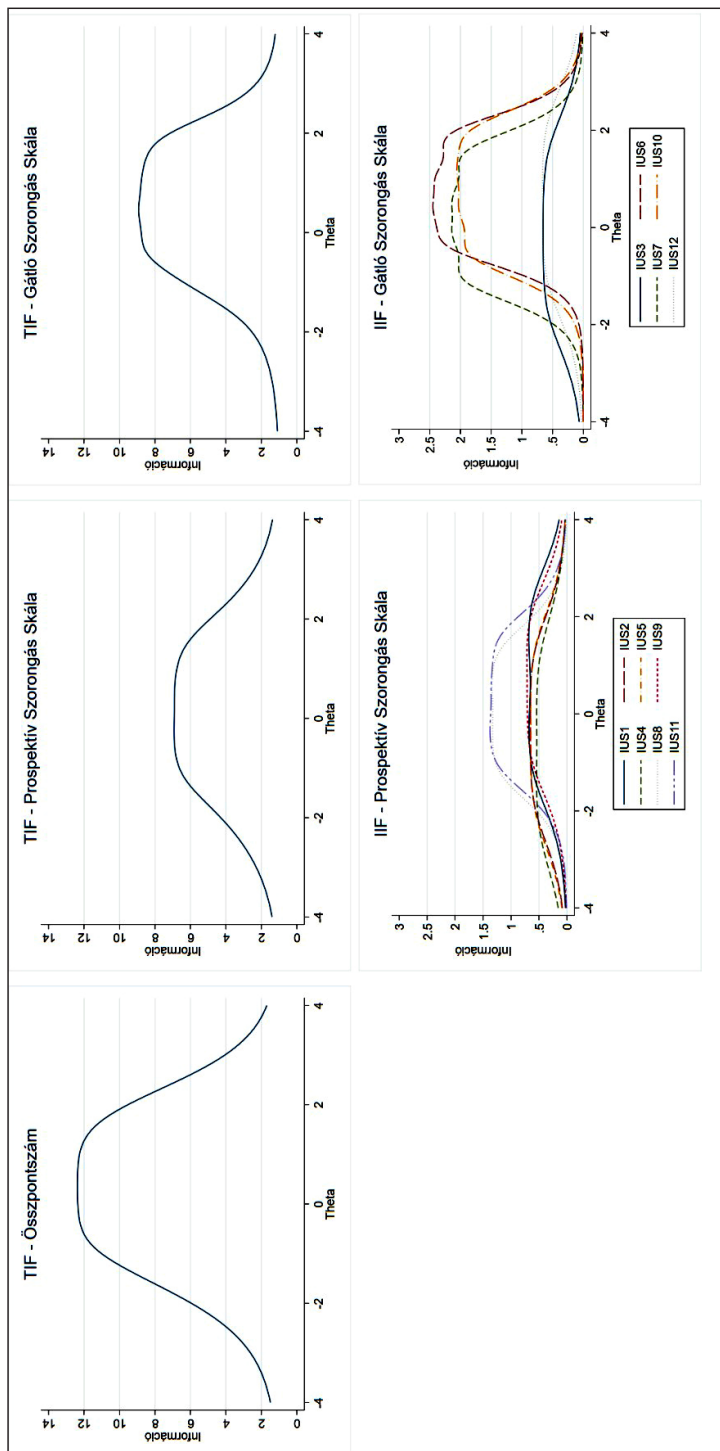 TIF - Összpontszám
14
12
10
8
6
4
2
0
Információ
-4 -2 0 2 4
Theta
TIF - Prospektív Szorongás Skála
14
12
10
8
6
4
2
0
Információ
-4 -2 0 2 4
Theta
TIF - Gátló Szorongás Skála
14
12
10
8
6
4
2
0
Információ
-4 -2 0 2 4
Theta
IIF - Prospektív Szorongás Skála
3
2.5
2
1.5
1
.5
0
Információ
-4 -2 0 2 4
Theta
IUS1 IUS2
IUS4 IUS5
IUS8 IUS9
IUS11
IIF - Gátló Szorongás Skála
3
2.5
2
1.5
1
.5
0
Információ
-4 -2 0 2 4
Theta
IUS3 IUS6
IUS7 IUS10
IUS12